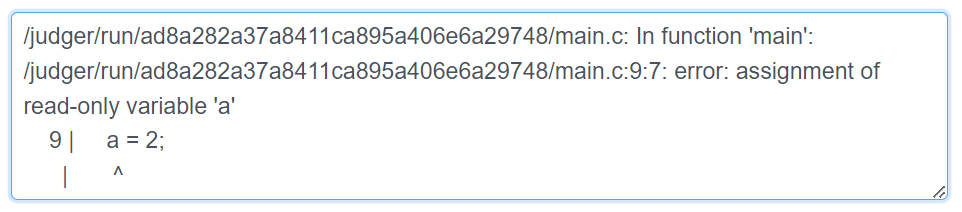 /judger/run/ad8a282a37a8411ca895a406e6a29748/main.c: In function 'main':
/judger/run/ad8a282a37a8411ca895a406e6a29748/main.c:9:7: error: assignment of
read-only variable 'a'
    9 |     a = 2;
      |       ^